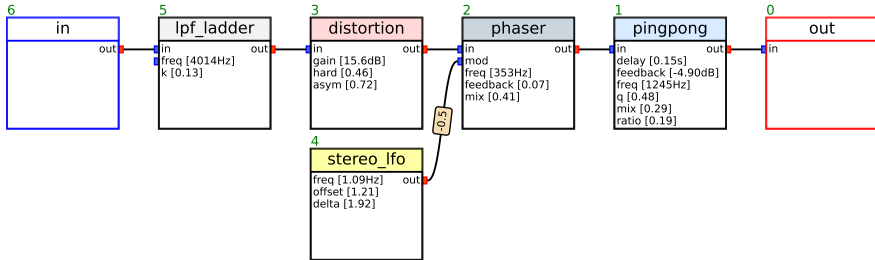 6
in
out
5
lpf_ladder
in
out
freq [4014Hz]
k [0.13]
3
distortion
in
out
gain [15.6dB]
hard [0.46]
asym [0.72]
2
phaser
in
out
mod
freq [353Hz]
feedback [0.07]
mix [0.41]
1
pingpong
in
out
delay [0.15s]
feedback [-4.90dB]
freq [1245Hz]
q [0.48]
mix [0.29]
ratio [0.19]
0
out
in
-0.5
4
stereo_lfo
freq [1.09Hz]
out
offset [1.21]
delta [1.92]